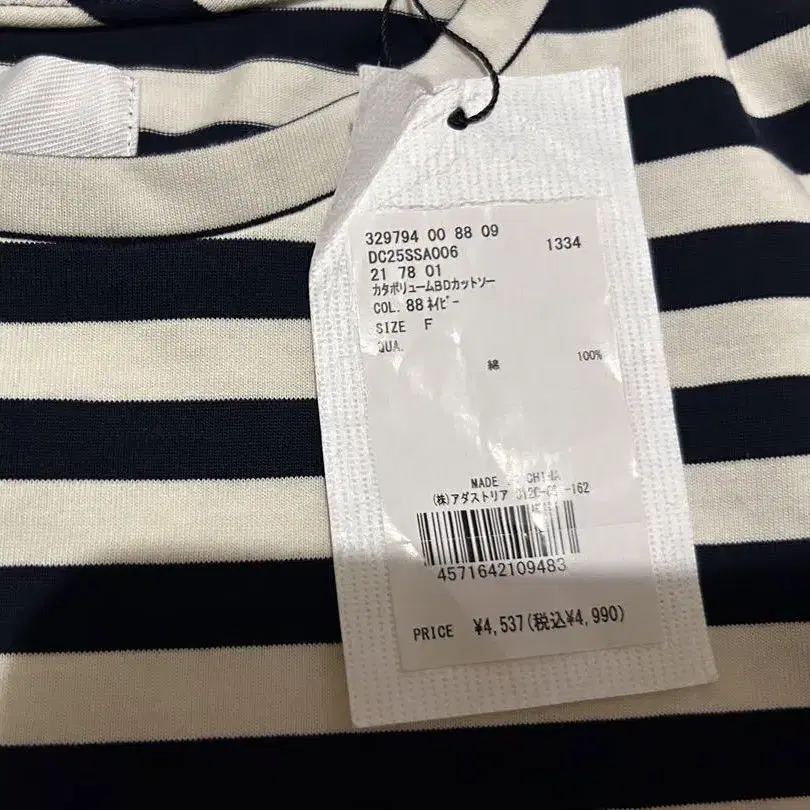 329794 00 88 09
DC25SSA006 1334
21 78 01
カタボリュームBDカットソー
COL. 88 ネイビー
SIZE F
QUA.
綿 100%
MADE CHINA
(株)アダストリア
4571642109483
PRICE ¥4,537(税込¥4,990)